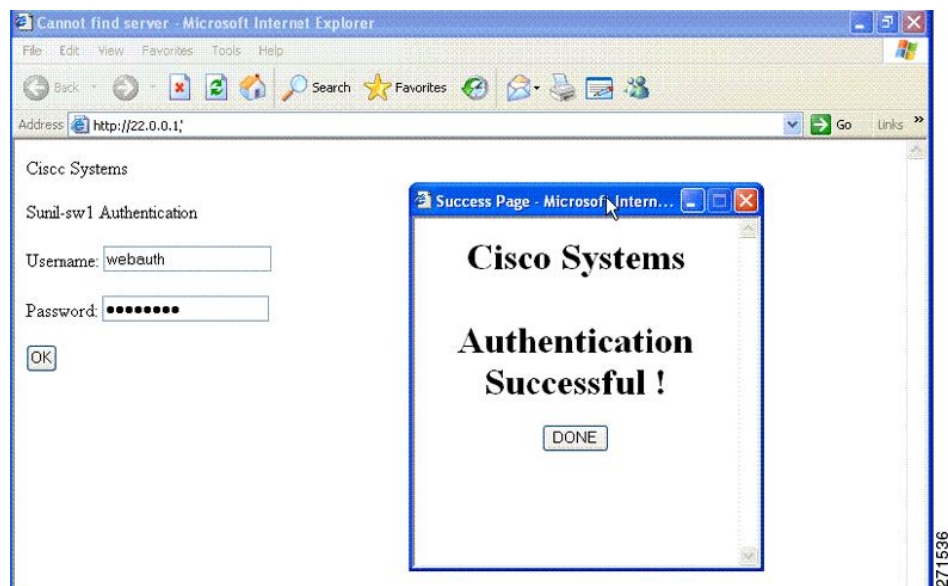 Cannot find server - Microsoft Internet Explorer
File Edit View Favorites Tools Help
Back Search Favorites
Address http://22.0.0.1; Go Links »
Cisco Systems
Sunil-sw1 Authentication
Username: webauth
Password: ●●●●●●●●
OK
Success Page - Microsoft Intern...
Cisco Systems
Authentication
Successful !
DONE
271536